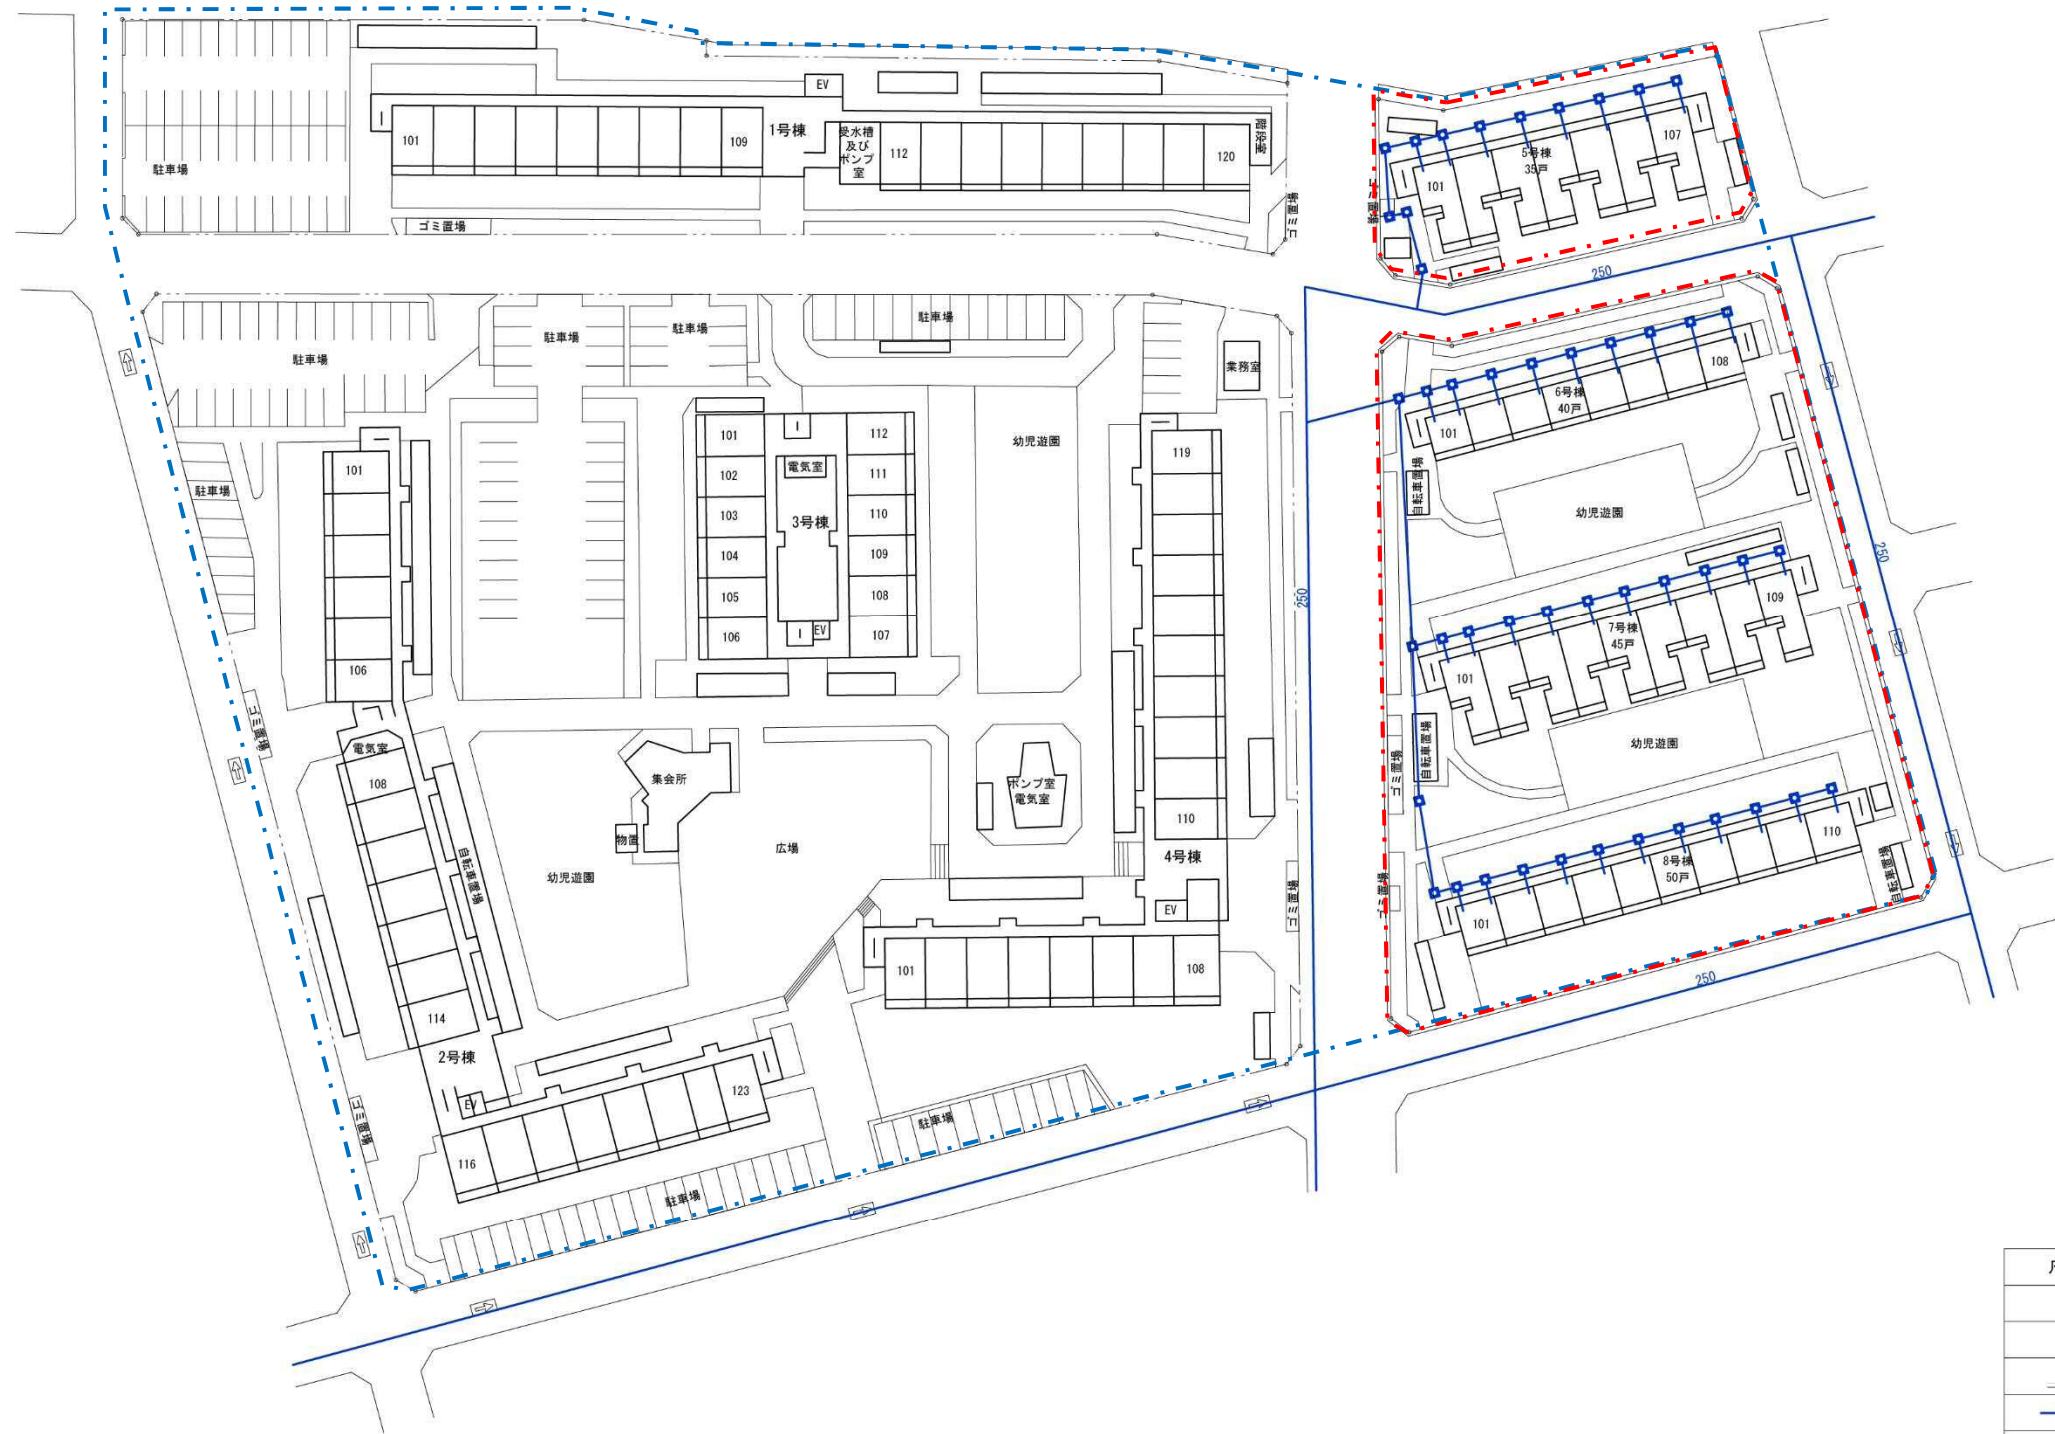 駐車場
101
109
1号棟
EV
受水槽
及び
ポンプ
室
112
120
階段室
ゴミ置場
ゴミ置場
ゴミ置場
101
5号棟
35戸
107
250
駐車場
駐車場
駐車場
駐車場
業務室
駐車場
101
106
101
102
103
104
105
106
電気室
3号棟
EV
112
111
110
109
108
107
幼児遊園
119
110
4号棟
EV
250
101
6号棟
40戸
108
自転車置場
幼児遊園
250
101
7号棟
45戸
109
自転車置場
ゴミ置場
幼児遊園
101
8号棟
50戸
110
自転車置場
ゴミ置場
250
ゴミ置場
電気室
108
自転車置場
114
2号棟
EV
ゴミ置場
116
123
集会所
物置
幼児遊園
広場
ポンプ室
電気室
101
108
ゴミ置場
駐車場
駐車場